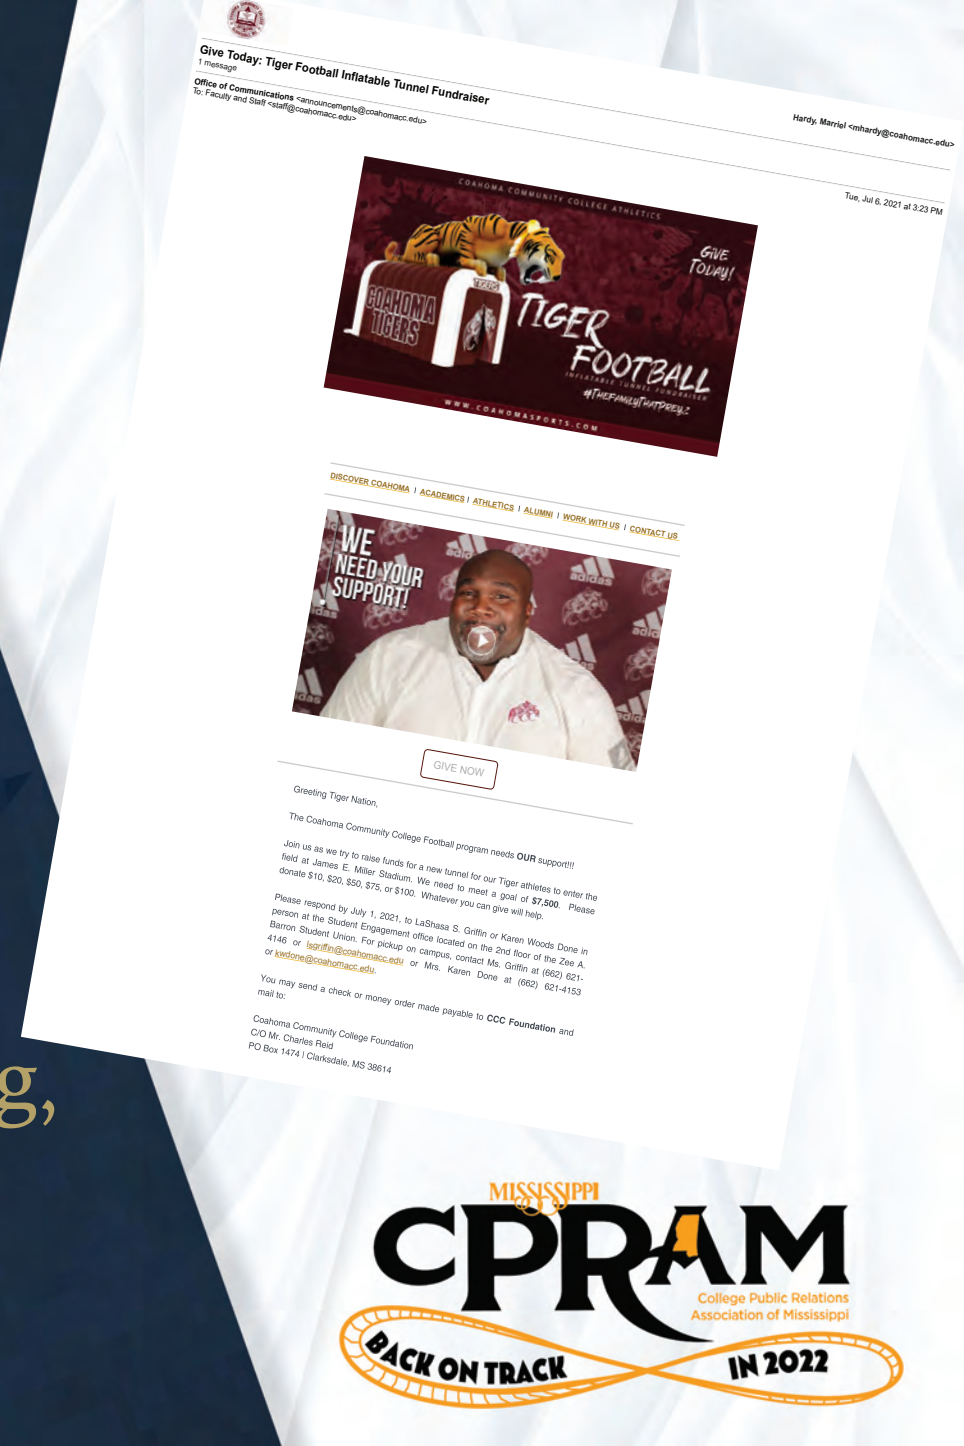 Give Today: Tiger Football Inflatable Tunnel Fundraiser
1 message
Hardy, Marriel <mhardy@coahomacc.edu>
Office of Communications <announcements@coahomacc.edu>
To: Faculty and Staff <staff@coahomacc.edu>
Tue, Jul 6, 2021 at 3:23 PM
COAHOMA COMMUNITY COLLEGE ATHLETICS
GIVE
TODAY!
TIGERS
COAHOMA
TIGERS
TIGER
FOOTBALL
INFLATABLE TUNNEL FUNDRAISER
#THEFAMILYTHATPREYZ
WWW.COAHOMASPORTS.COM
DISCOVER COAHOMA | ACADEMICS | ATHLETICS | ALUMNI | WORK WITH US | CONTACT US
WE
NEED YOUR
SUPPORT!
adidas
adidas
adidas
adidas
adidas
adidas
GIVE NOW
Greeting Tiger Nation,
The Coahoma Community College Football program needs OUR support!!!
Join us as we try to raise funds for a new tunnel for our Tiger athletes to enter the
field at James E. Miller Stadium. We need to meet a goal of $7,500. Please
donate $10, $20, $50, $75, or $100. Whatever you can give will help.
Please respond by July 1, 2021, to LaShasa S. Griffin or Karen Woods Done in
person at the Student Engagement office located on the 2nd floor of the Zee A.
Barron Student Union. For pickup on campus, contact Ms. Griffin at (662) 621-
4146 or lsgriffin@coahomacc.edu or Mrs. Karen Done at (662) 621-4153
or kwdone@coahomacc.edu.
You may send a check or money order made payable to CCC Foundation and
mail to:
Coahoma Community College Foundation
C/O Mr. Charles Reid
PO Box 1474 | Clarksdale, MS 38614
g,
MISSISSIPPI
CPRAM
College Public Relations
Association of Mississippi
BACK ON TRACK
IN 2022